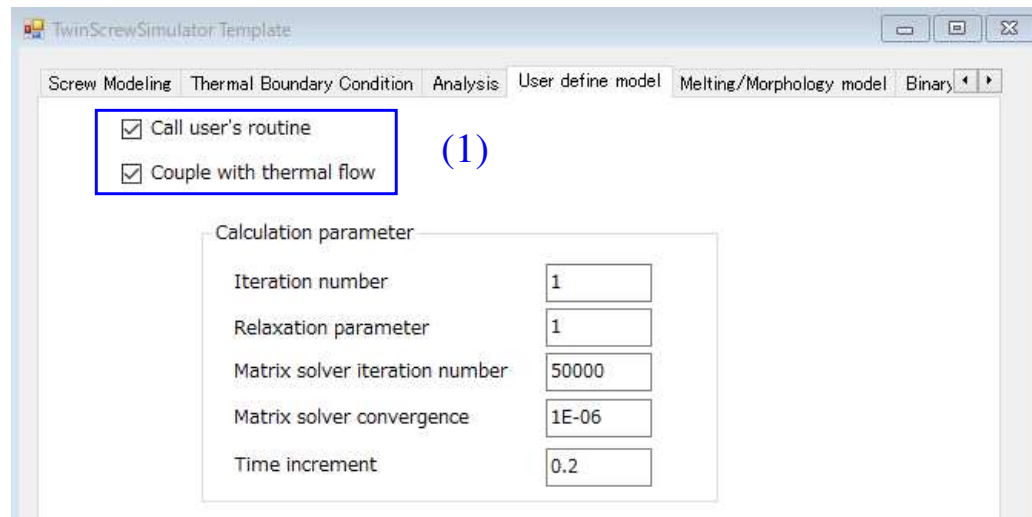 TwinScrewSimulator Template
Screw Modeling Thermal Boundary Condition Analysis User define model Melting/Morphology model Binary
Call user's routine
(1)
Couple with thermal flow
Calculation parameter
Iteration number 1
Relaxation parameter 1
Matrix solver iteration number 50000
Matrix solver convergence 1E-06
Time increment 0.2